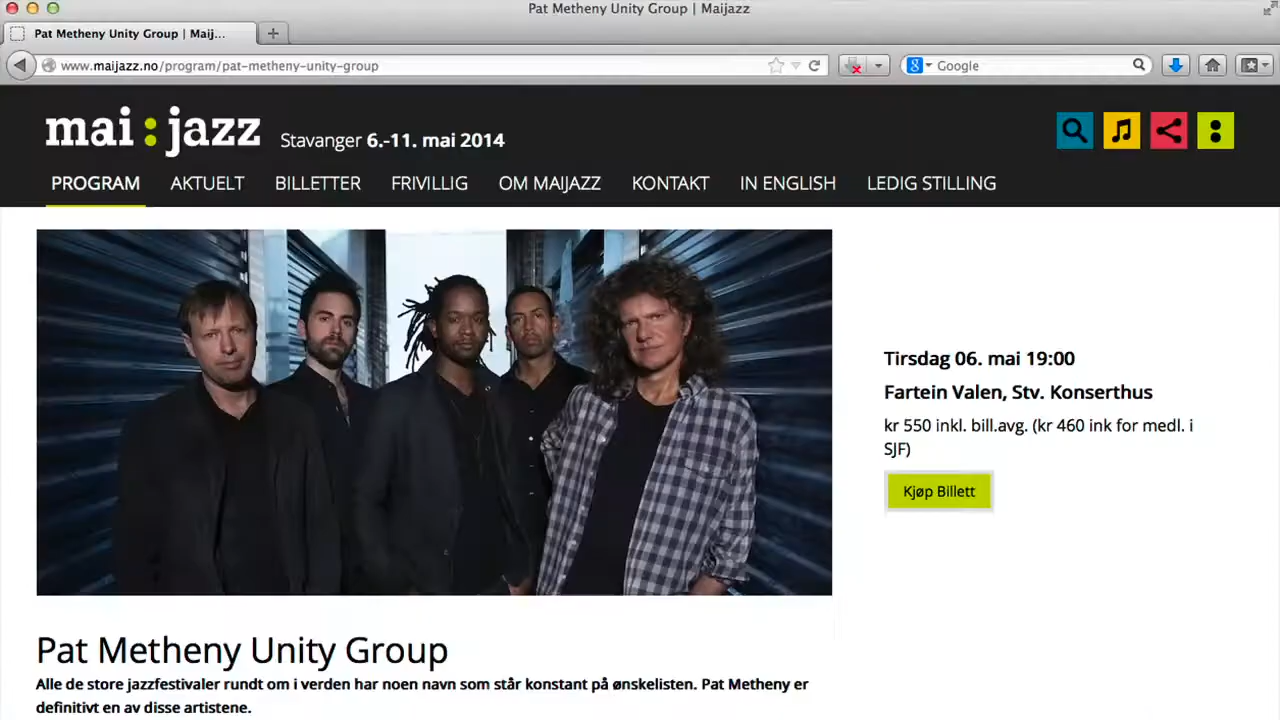 Pat Metheny Unity Group | Maijazz
Pat Metheny Unity Group | Maij...
www.maijazz.no/program/pat-metheny-unity-group
Google
mai:jazz
Stavanger 6.-11. mai 2014
PROGRAM AKTUELT BILLETTER FRIVILLIG OM MAIJAZZ KONTAKT IN ENGLISH LEDIG STILLING
Tirsdag 06. mai 19:00
Fartein Valen, Stv. Konserthus
kr 550 inkl. bill.avg. (kr 460 ink for medl. i
SJF)
Kjøp Billett
Pat Metheny Unity Group
Alle de store jazzfestivaler rundt om i verden har noen navn som står konstant på ønskelisten. Pat Metheny er
definitivt en av disse artistene.